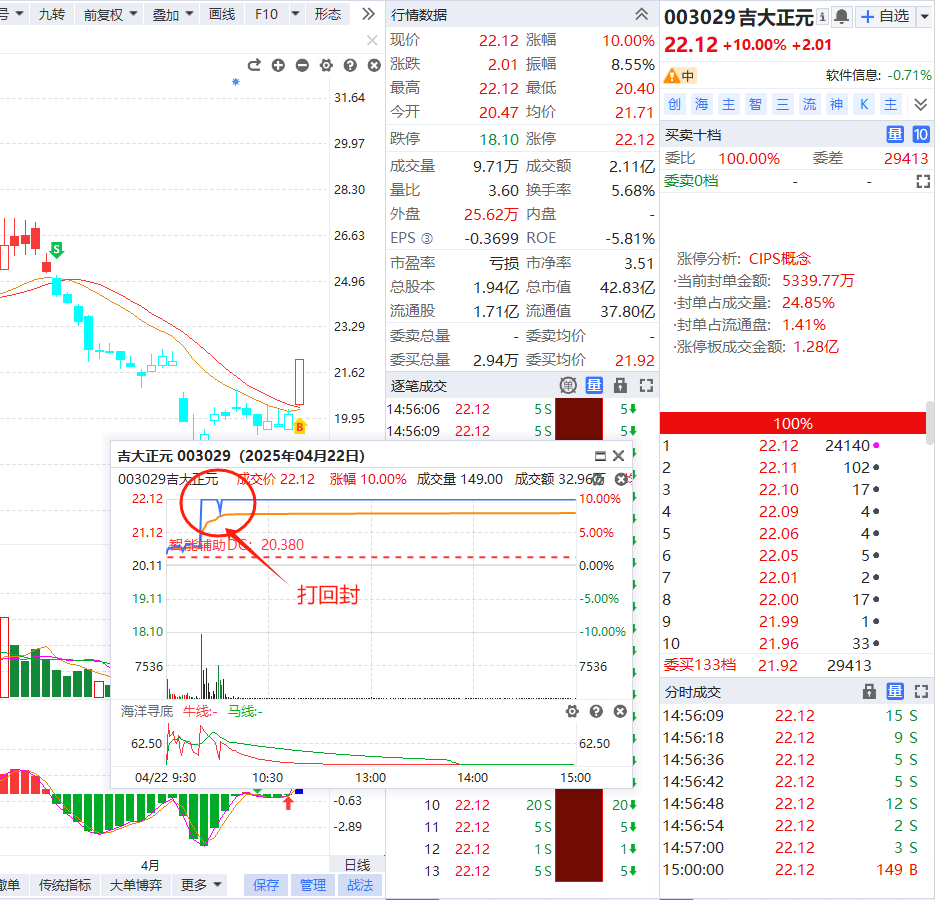 号 九转 前复权 叠加 画线 F10 形态
31.64
29.97
28.30
26.63
24.96
23.29
21.62
19.95
S
B
-0.63
-2.89
4月 日线
撤单 传统指标 大单博弈 更多 保存 管理 战法
行情数据
现价 22.12 涨幅 10.00%
涨跌 2.01 振幅 8.55%
最高 22.12 最低 20.40
今开 20.47 均价 21.71
跌停 18.10 涨停 22.12
成交量 9.71万 成交额 2.11亿
量比 3.60 换手率 5.68%
外盘 25.62万 内盘 -
EPS ③ -0.3699 ROE -5.81%
市盈率 亏损 市净率 3.51
总股本 1.94亿 总市值 42.83亿
流通股 1.71亿 流通值 37.80亿
委卖总量 - 委卖均价 -
委买总量 2.94万 委买均价 21.92
逐笔成交 单 量
14:56:06 22.12 5 S 5
14:56:09 22.12 5 S 5
吉大正元 003029（2025年04月22日）
003029吉大正元 成交价 22.12 涨幅 10.00% 成交量 149.00 成交额 32.96万
22.12 10.00%
21.12 5.00%
智能辅助DC: 20.380
20.11 0.00%
打回封
19.11 -5.00%
18.10 -10.00%
7536 7536
海洋寻底 牛线:- 马线:-
62.50 62.50
04/22 9:30 10:30 13:00 14:00 15:00
10 22.12 20 S 20
11 22.12 5 S 5
12 22.12 1 S 1
13 22.12 5 S 5
003029 吉大正元 i + 自选
22.12 +10.00% +2.01
中 软件信息: -0.71%
创 海 主 智 三 流 神 K 主
买卖十档 量 10
委比 100.00% 委差 29413
委卖0档 - -
涨停分析: CIPS概念
·当前封单金额: 5339.77万
·封单占成交量: 24.85%
·封单占流通盘: 1.41%
·涨停板成交金额: 1.28亿
100%
1 22.12 24140
2 22.11 102
3 22.10 17
4 22.09 4
5 22.06 4
6 22.05 5
7 22.01 2
8 22.00 17
9 21.99 1
10 21.96 33
委买133档 21.92 29413
分时成交 量
14:56:09 22.12 15 S
14:56:18 22.12 9 S
14:56:36 22.12 5 S
14:56:42 22.12 5 S
14:56:48 22.12 12 S
14:56:54 22.12 2 S
14:57:00 22.12 3 S
15:00:00 22.12 149 B